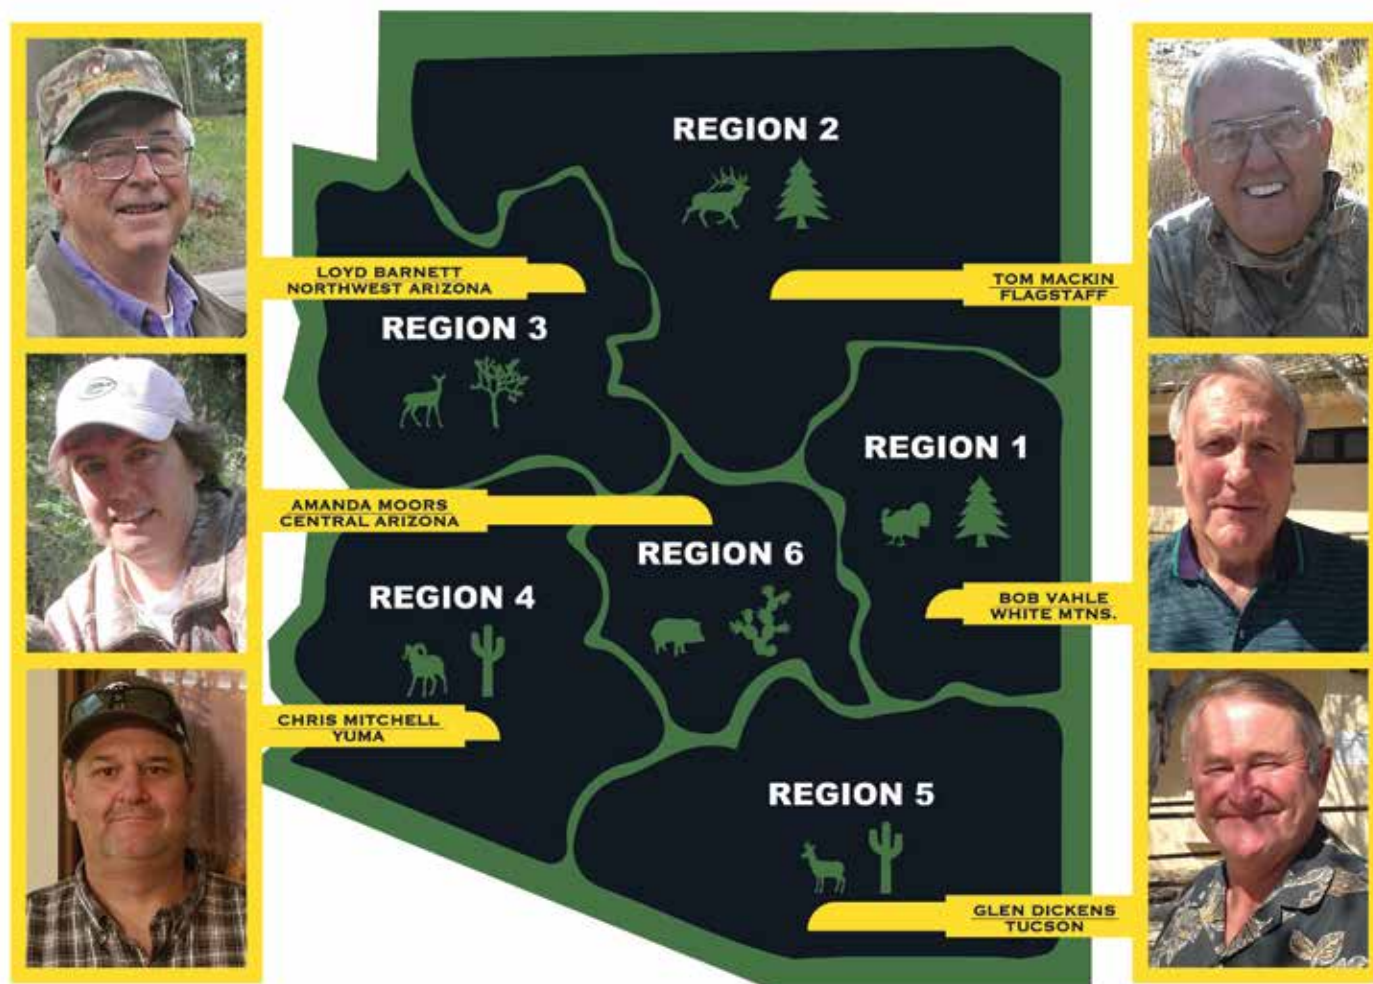 REGION 2
LOYD BARNETT
NORTHWEST ARIZONA
TOM MACKIN
FLAGSTAFF
REGION 3
REGION 1
AMANDA MOORS
CENTRAL ARIZONA
REGION 6
REGION 4
BOB VAHLE
WHITE MTNS.
CHRIS MITCHELL
YUMA
REGION 5
GLEN DICKENS
TUCSON